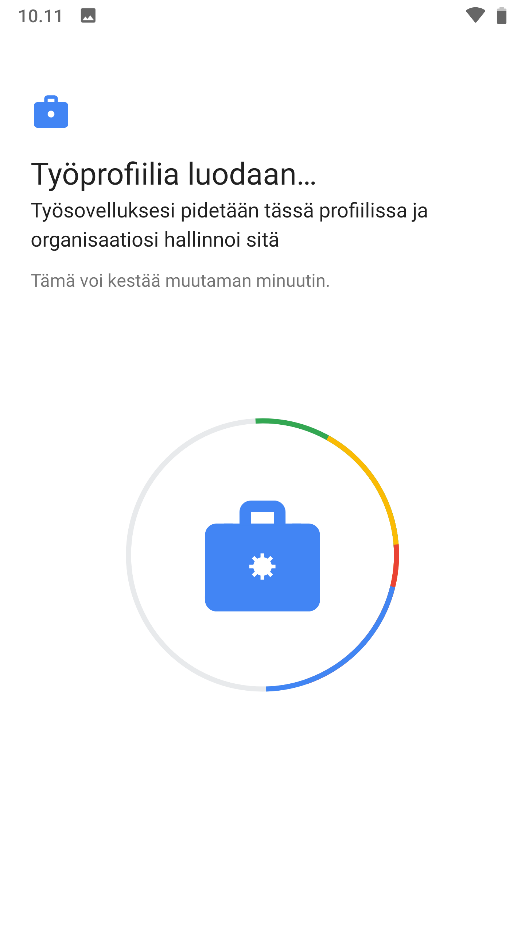 10.11
Työprofiilia luodaan…
Työsovelluksesi pidetään tässä profiilissa ja
organisaatiosi hallinnoi sitä
Tämä voi kestää muutaman minuutin.